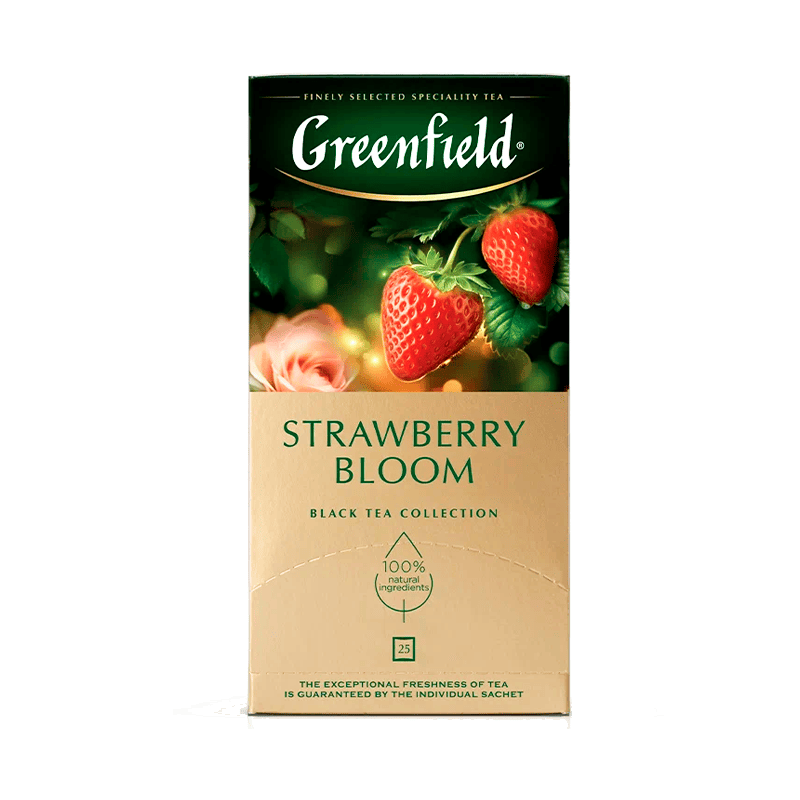 FINELY SELECTED SPECIALITY TEA
Greenfield®
STRAWBERRY
BLOOM
BLACK TEA COLLECTION
100%
natural
ingredients
25
THE EXCEPTIONAL FRESHNESS OF TEA
IS GUARANTEED BY THE INDIVIDUAL SACHET